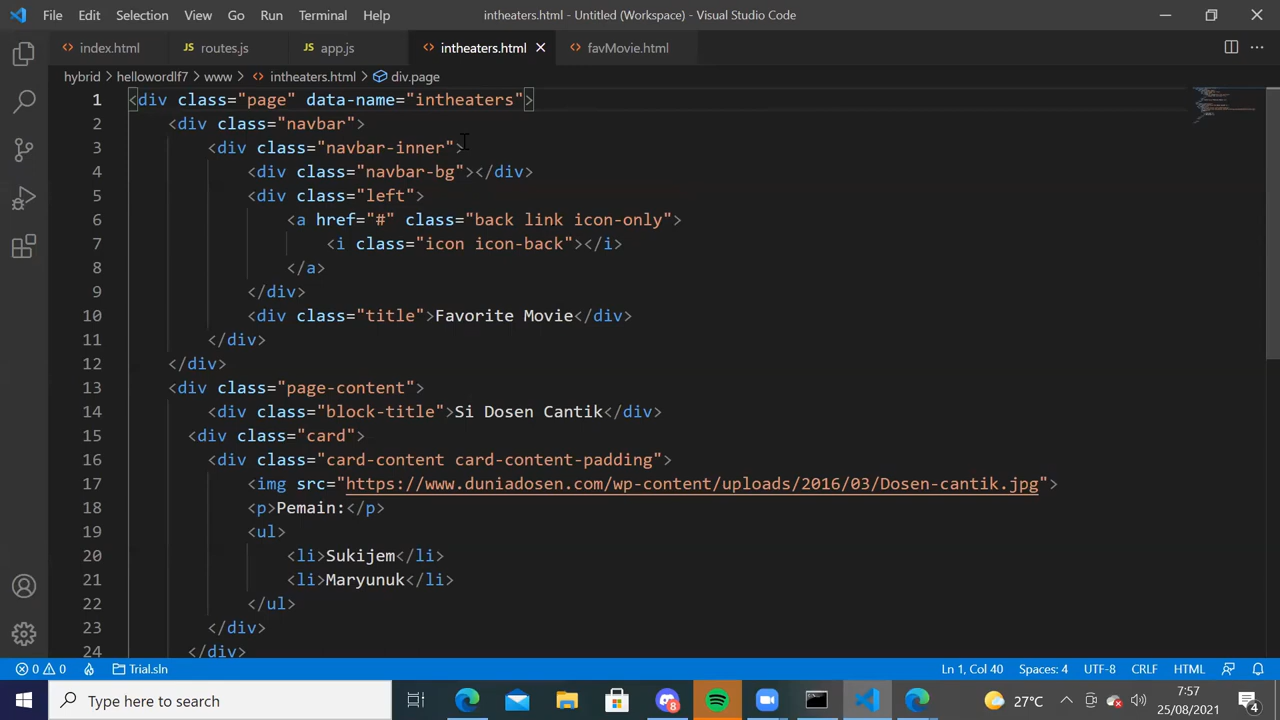 File Edit Selection View Go Run Terminal Help intheaters.html - Untitled (Workspace) - Visual Studio Code
index.html JS routes.js JS app.js intheaters.html favMovie.html
hybrid > hellowordlf7 > www > intheaters.html > div.page
1 <div class="page" data-name="intheaters">
2 <div class="navbar">
3 <div class="navbar-inner">
4 <div class="navbar-bg"></div>
5 <div class="left">
6 <a href="#" class="back link icon-only">
7 <i class="icon icon-back"></i>
8 </a>
9 </div>
10 <div class="title">Favorite Movie</div>
11 </div>
12 </div>
13 <div class="page-content">
14 <div class="block-title">Si Dosen Cantik</div>
15 <div class="card">
16 <div class="card-content card-content-padding">
17 <img src="https://www.duniadosen.com/wp-content/uploads/2016/03/Dosen-cantik.jpg">
18 <p>Pemain:</p>
19 <ul>
20 <li>Sukijem</li>
21 <li>Maryunuk</li>
22 </ul>
23 </div>
24 </div>
0 0 Trial.sln Ln 1, Col 40 Spaces: 4 UTF-8 CRLF HTML
Type here to search 8 27°C 7:57
25/08/2021 4